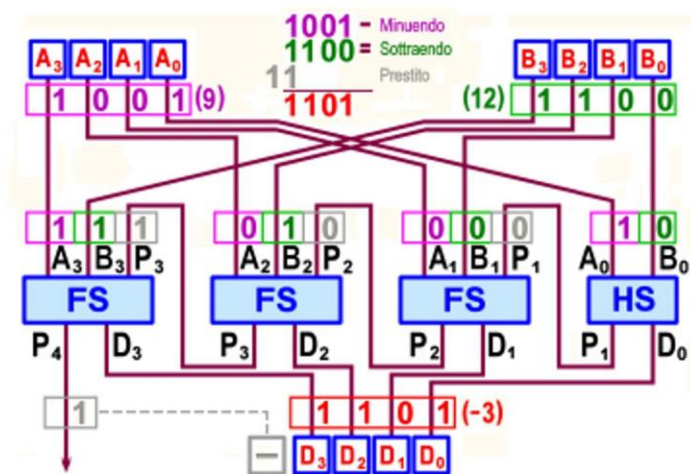 1001 - Minuendo
1100 = Sottraendo
11 Prestito
1101
A3 A2 A1 A0 B3 B2 B1 B0
1 0 0 1 (9) (12) 1 1 0 0
1 1 1 0 1 0 0 0 0 1 0
A3 B3 P3 A2 B2 P2 A1 B1 P1 A0 B0
FS FS FS HS
P4 D3 P3 D2 P2 D1 P1 D0
1 1 1 0 1 (-3)
− D3 D2 D1 D0